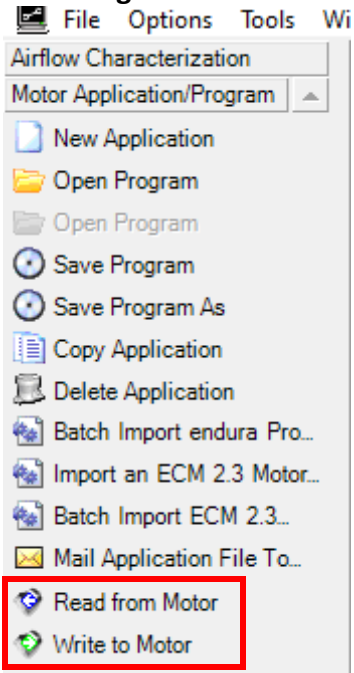 File Options Tools Wi
Airflow Characterization
Motor Application/Program
New Application
Open Program
Open Program
Save Program
Save Program As
Copy Application
Delete Application
Batch Import endura Pro...
Import an ECM 2.3 Motor...
Batch Import ECM 2.3...
Mail Application File To...
Read from Motor
Write to Motor